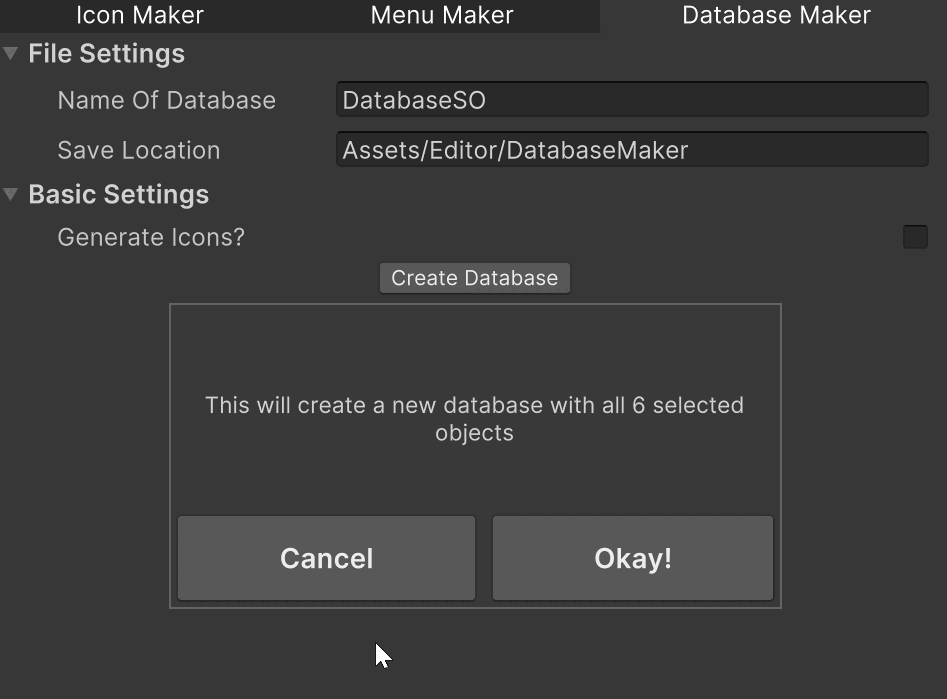 Icon Maker Menu Maker Database Maker
File Settings
Name Of Database DatabaseSO
Save Location Assets/Editor/DatabaseMaker
Basic Settings
Generate Icons?
Create Database
This will create a new database with all 6 selected
objects
Cancel Okay!